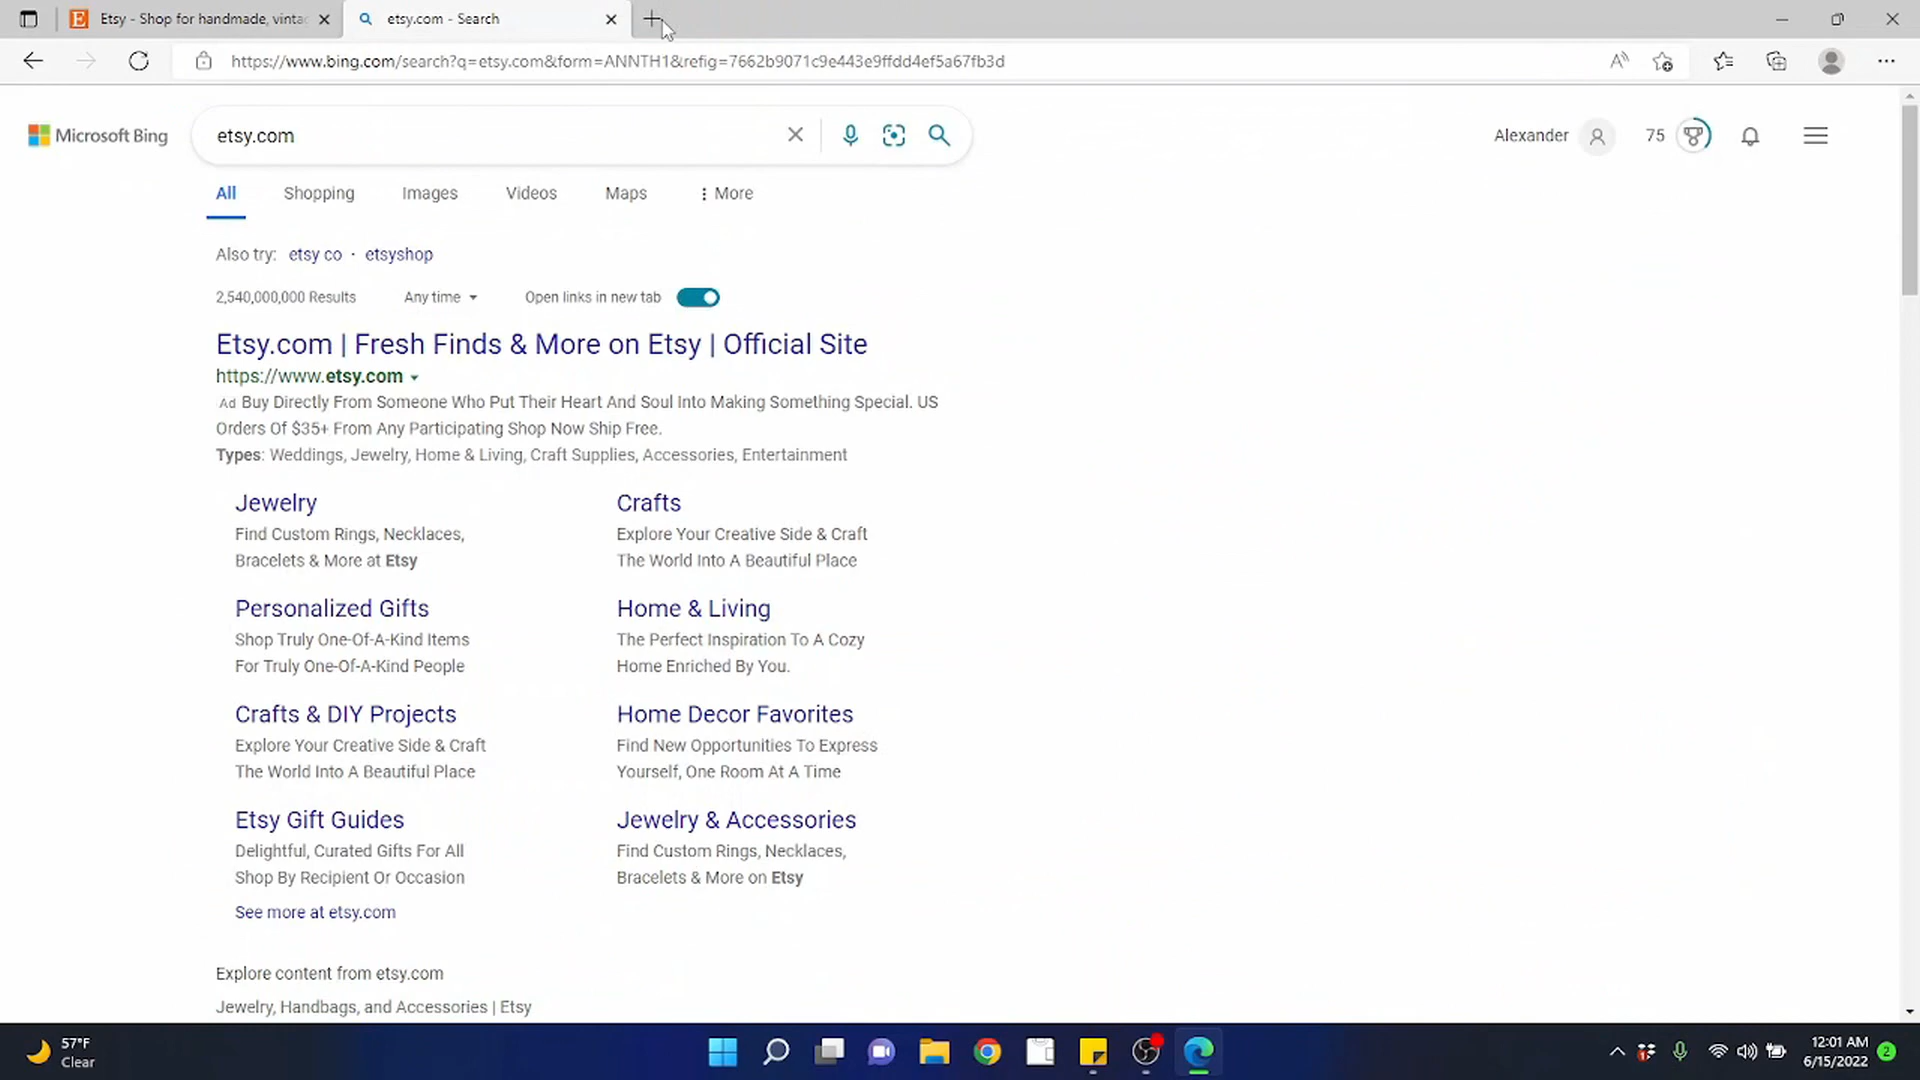 Etsy - Shop for handmade, vinta
etsy.com - Search
https://www.bing.com/search?q=etsy.com&form=ANNTH1&refig=7662b9071c9e443e9ffdd4ef5a67fb3d
Microsoft Bing
etsy.com
Alexander
75
All
Shopping
Images
Videos
Maps
More
Also try: etsy co · etsyshop
2,540,000,000 Results
Any time
Open links in new tab
Etsy.com | Fresh Finds & More on Etsy | Official Site
https://www.etsy.com
Ad Buy Directly From Someone Who Put Their Heart And Soul Into Making Something Special. US
Orders Of $35+ From Any Participating Shop Now Ship Free.
Types: Weddings, Jewelry, Home & Living, Craft Supplies, Accessories, Entertainment
Jewelry
Find Custom Rings, Necklaces,
Bracelets & More at Etsy
Crafts
Explore Your Creative Side & Craft
The World Into A Beautiful Place
Personalized Gifts
Shop Truly One-Of-A-Kind Items
For Truly One-Of-A-Kind People
Home & Living
The Perfect Inspiration To A Cozy
Home Enriched By You.
Crafts & DIY Projects
Explore Your Creative Side & Craft
The World Into A Beautiful Place
Home Decor Favorites
Find New Opportunities To Express
Yourself, One Room At A Time
Etsy Gift Guides
Delightful, Curated Gifts For All
Shop By Recipient Or Occasion
Jewelry & Accessories
Find Custom Rings, Necklaces,
Bracelets & More on Etsy
See more at etsy.com
Explore content from etsy.com
Jewelry, Handbags, and Accessories | Etsy
57°F
Clear
12:01 AM
6/15/2022
2